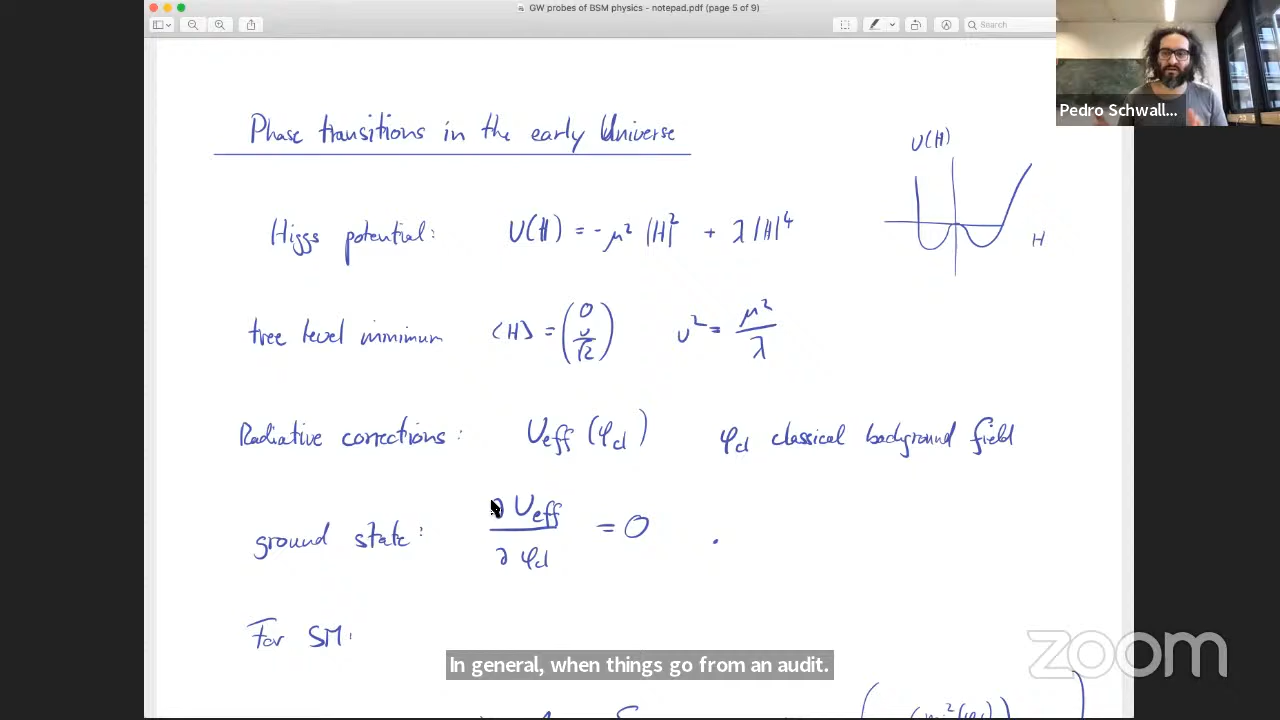 GW probes of BSM physics - notepad.pdf (page 5 of 9)
Search
Pedro Schwall...
Phase transitions in the early Universe
U(H)
H
Higgs potential: U(H) = -μ² |H|² + λ|H|⁴
tree level minimum ⟨H⟩ = (0 v/√2) v² = μ²/λ
Radiative corrections: Ueff (φcl) φcl classical background field
ground state: ∂ Ueff / ∂ φcl = 0 .
For SM:
In general, when things go from an audit.
zoom